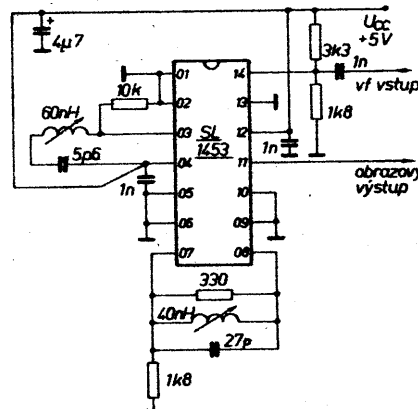 4µ7
Ucc
+5V
3k3
1n
vf vstup
1k8
10k
60nH
5p6
1n
SL
1453
01
02
03
04
05
06
07
14
13
12
11
10
09
08
1n
obrazový
výstup
330
40nH
27p
1k8